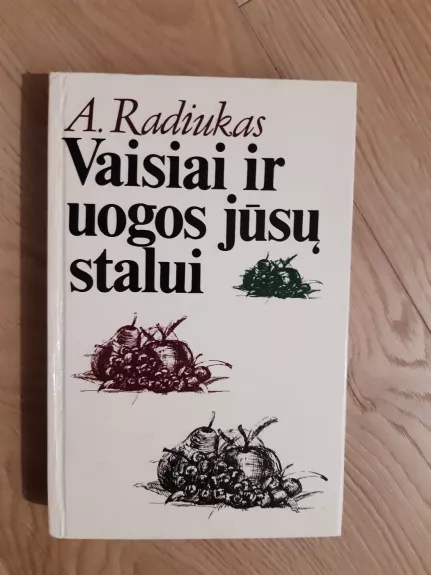 A. Radiukas
Vaisiai ir
uogos jūsų
stalui